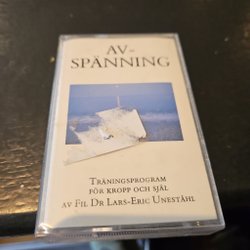 AV-
SPÄNNING
TRÄNINGSPROGRAM
FÖR KROPP OCH SJÄL
AV FIL DR LARS-ERIC UNESTÅHL